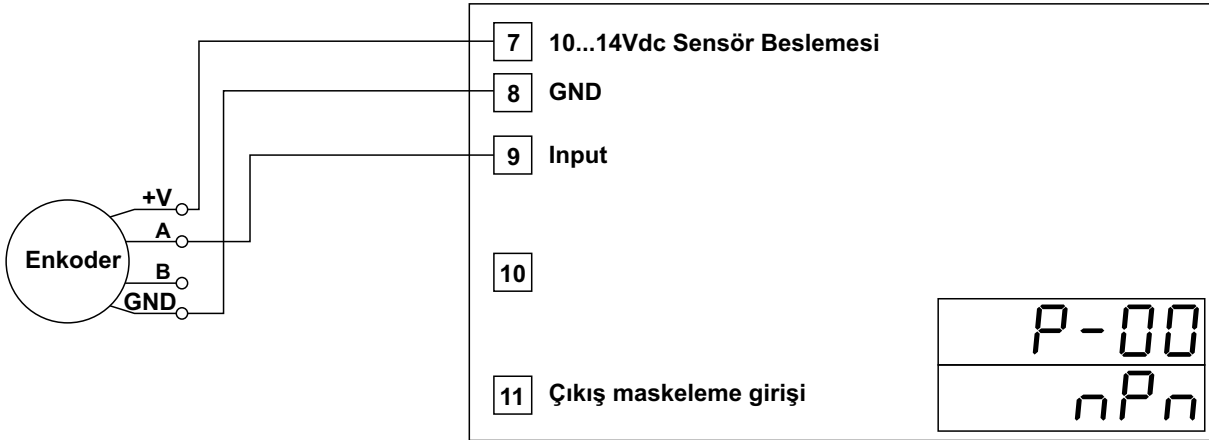 7 10...14Vdc Sensör Beslemesi
8 GND
9 Input
+V
A
Enkoder
B
GND
10
P-00
nPn
11 Çıkış maskeleme girişi